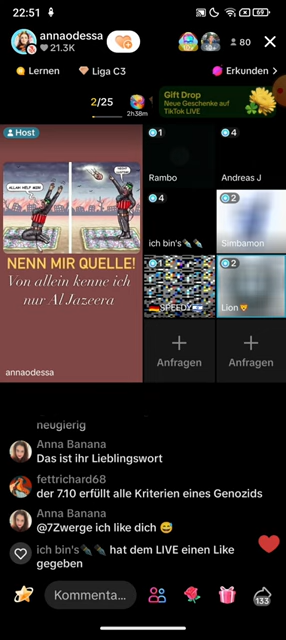 22:51
69
annaodessa
21.3K
80
Lernen
Liga C3
Erkunden >
2/25
2h38m
Gift Drop
Neue Geschenke auf
TikTok LIVE
Host
ALLAH HELP NOW
NENN MIR QUELLE!
Von allein kenne ich
nur Al Jazeera
annaodessa
1
Rambo
4
Andreas J
4
ich bin's
2
Simbamon
1
SPEEDY
2
Lion
Anfragen
Anfragen
neugierig
Anna Banana
Das ist ihr Lieblingswort
fettrichard68
der 7.10 erfüllt alle Kriterien eines Genozids
Anna Banana
@7Zwerge ich like dich
ich bin's hat dem LIVE einen Like
gegeben
Kommenta...
133